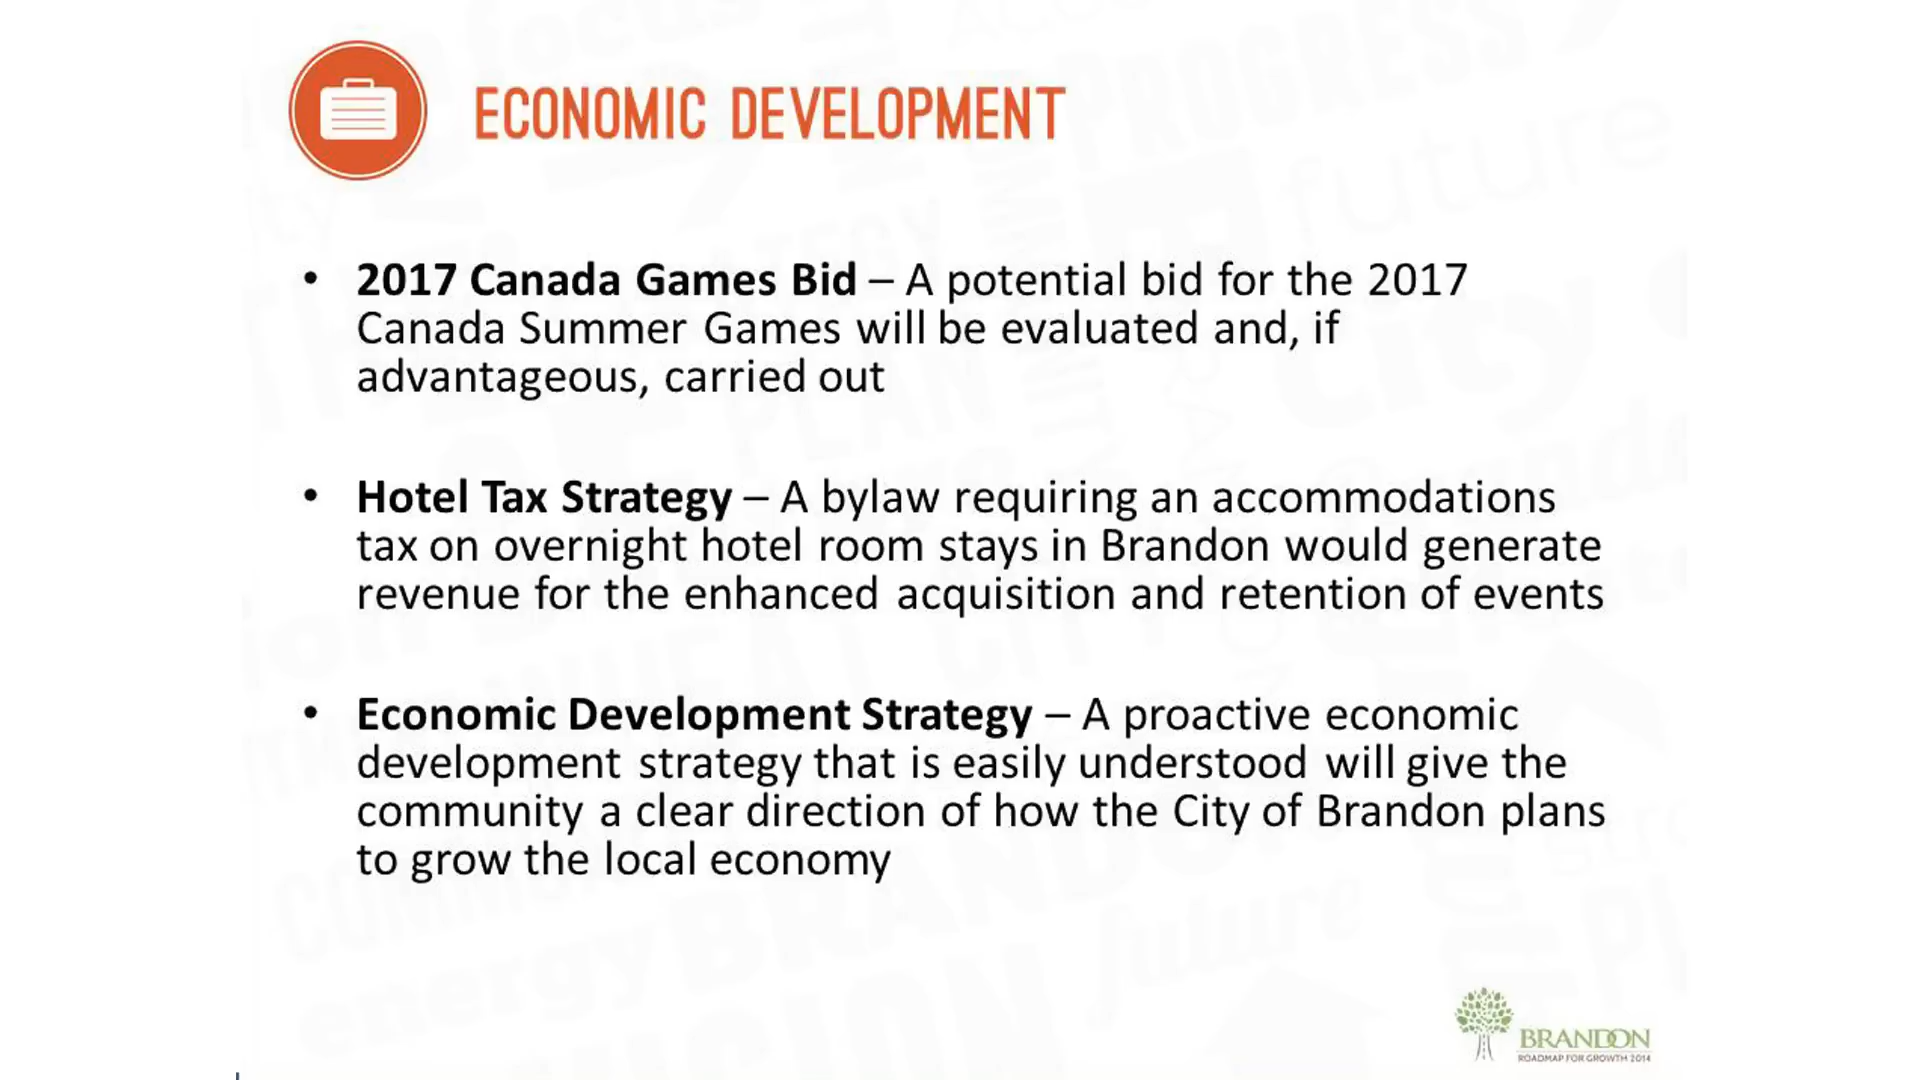 ECONOMIC DEVELOPMENT
• 2017 Canada Games Bid – A potential bid for the 2017
Canada Summer Games will be evaluated and, if
advantageous, carried out
• Hotel Tax Strategy – A bylaw requiring an accommodations
tax on overnight hotel room stays in Brandon would generate
revenue for the enhanced acquisition and retention of events
• Economic Development Strategy – A proactive economic
development strategy that is easily understood will give the
community a clear direction of how the City of Brandon plans
to grow the local economy
BRANDON
ROADMAP FOR GROWTH 2014